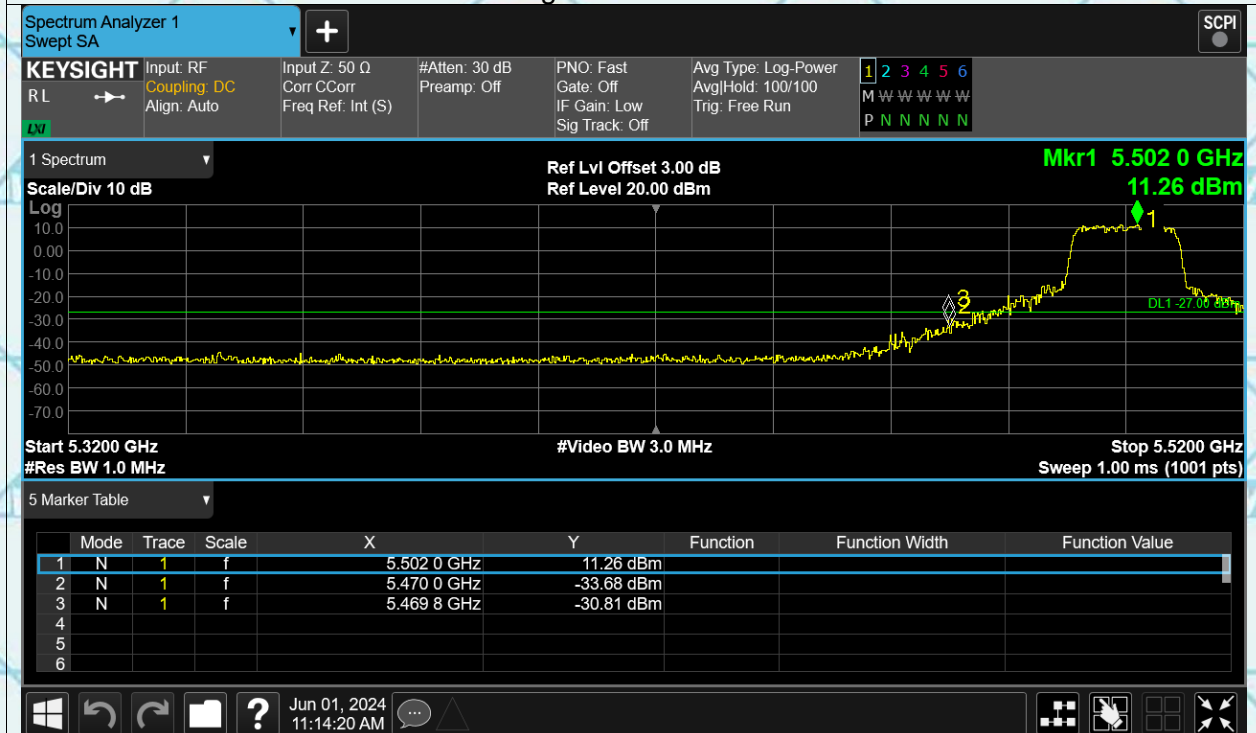 Spectrum Analyzer 1
Swept SA
+
SCPI
KEYSIGHT
RL
LXI
Input: RF
Coupling: DC
Align: Auto
Input Z: 50 Ω
Corr CCorr
Freq Ref: Int (S)
#Atten: 30 dB
Preamp: Off
PNO: Fast
Gate: Off
IF Gain: Low
Sig Track: Off
Avg Type: Log-Power
Avg|Hold: 100/100
Trig: Free Run
1 2 3 4 5 6
M W W W W W
P N N N N N
1 Spectrum
Scale/Div 10 dB
Ref Lvl Offset 3.00 dB
Ref Level 20.00 dBm
Mkr1 5.502 0 GHz
11.26 dBm
Log
10.0
0.00
-10.0
-20.0
-30.0
-40.0
-50.0
-60.0
-70.0
1
3
2
DL1 -27.00 dBm
Start 5.3200 GHz
#Video BW 3.0 MHz
Stop 5.5200 GHz
#Res BW 1.0 MHz
Sweep 1.00 ms (1001 pts)
5 Marker Table
Mode Trace Scale X Y Function Function Width Function Value
1 N 1 f 5.502 0 GHz 11.26 dBm
2 N 1 f 5.470 0 GHz -33.68 dBm
3 N 1 f 5.469 8 GHz -30.81 dBm
4
5
6
?
Jun 01, 2024
11:14:20 AM